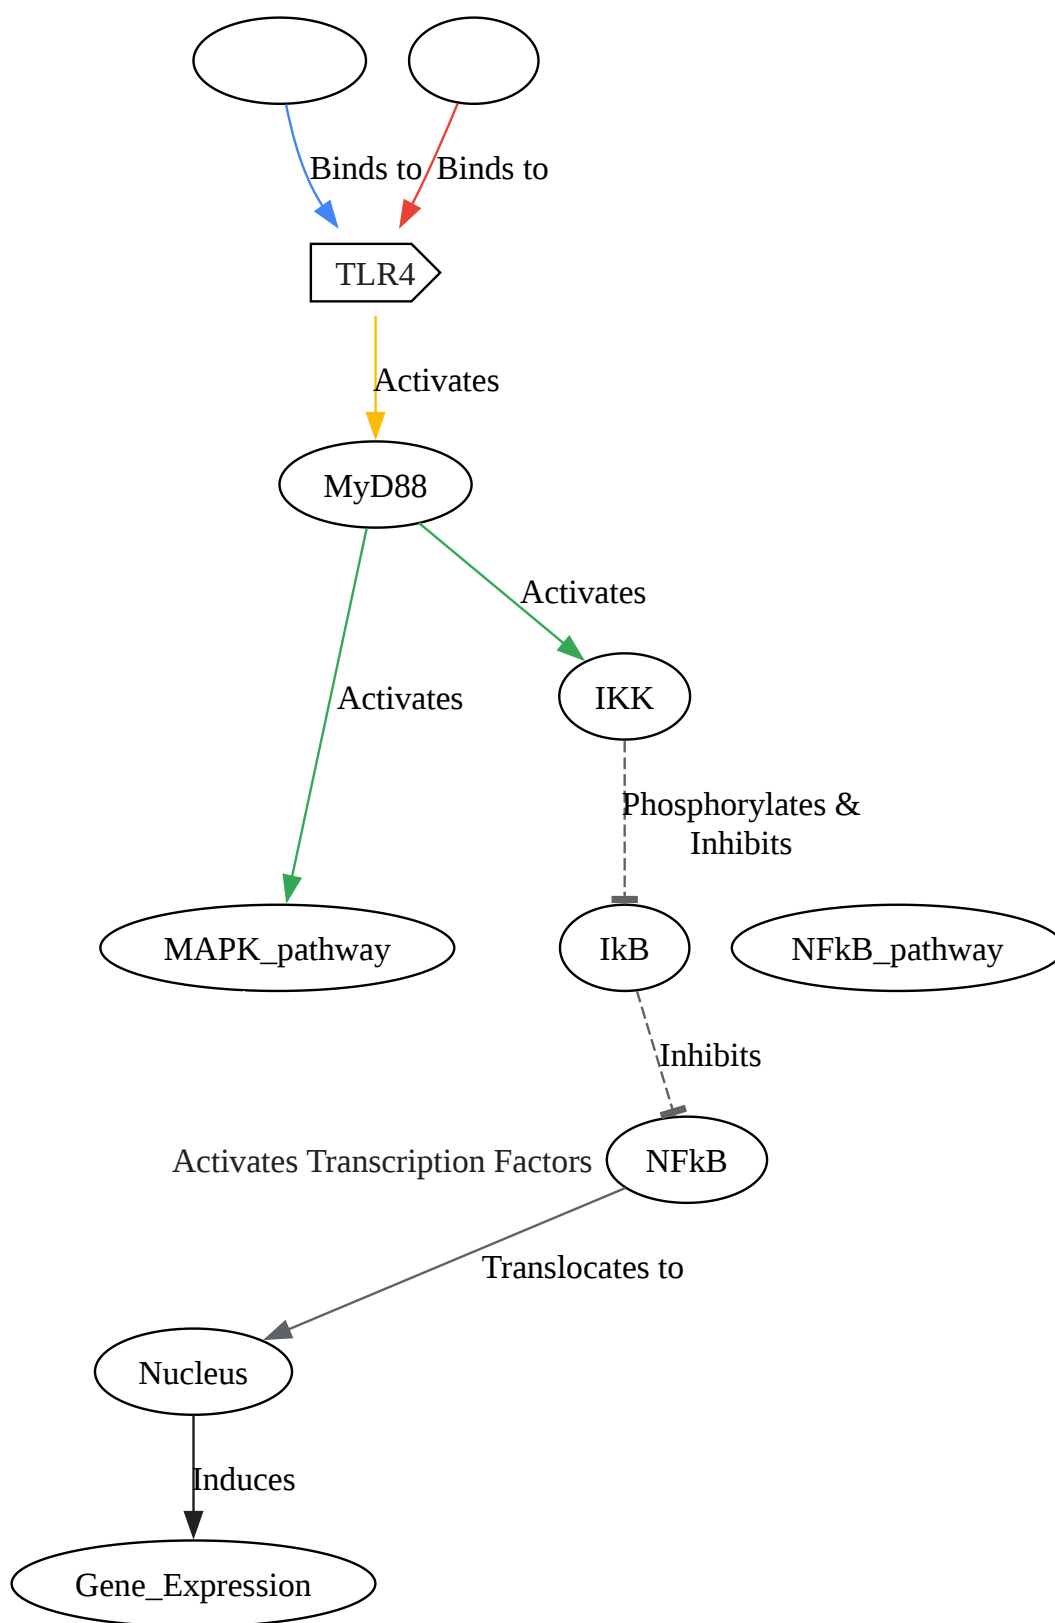 Binds to
Binds to
TLR4
Activates
MyD88
Activates
IKK
Activates
Phosphorylates &
Inhibits
MAPK_pathway
IkB
NFkB_pathway
Inhibits
Activates Transcription Factors
NFkB
Translocates to
Nucleus
Induces
Gene_Expression